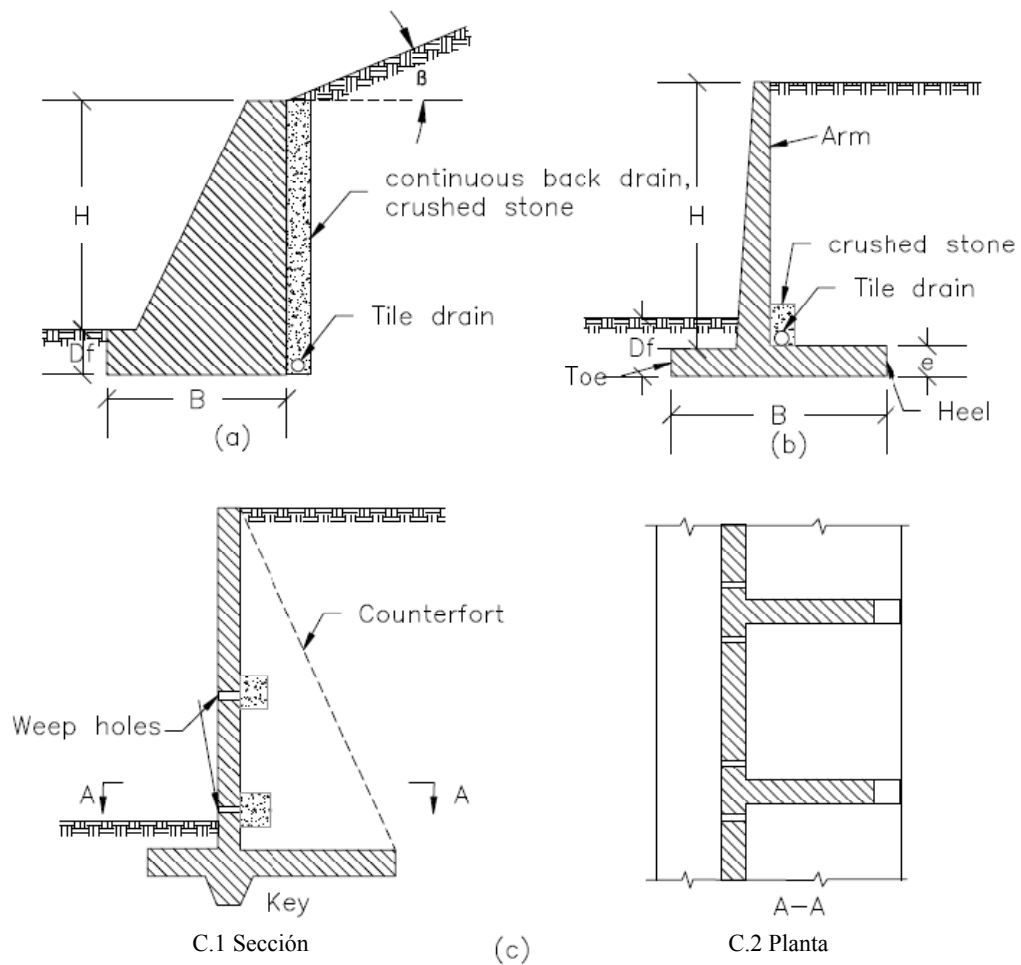 β
H
continuous back drain,
crushed stone
Tile drain
Df
B
(a)
Arm
H
crushed stone
Tile drain
Df
Toe
e
B
Heel
(b)
Counterfort
Weep holes
A
A
Key
A-A
C.1 Sección
(c)
C.2 Planta